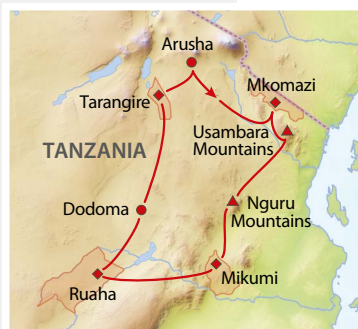 Arusha
Mkomazi
Tarangire
Usambara
Mountains
TANZANIA
Dodoma
Nguru
Mountains
Mikumi
Ruaha